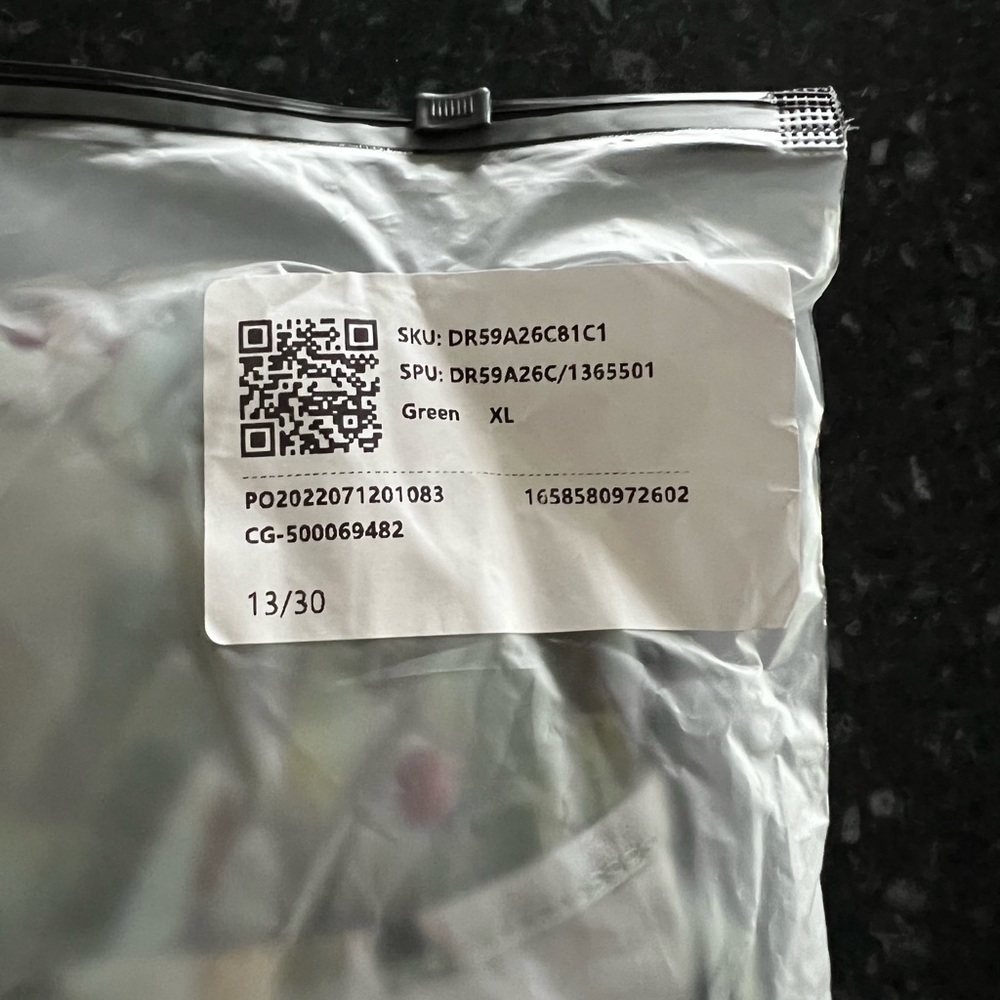 SKU: DR59A26C81C1
SPU: DR59A26C/1365501
Green XL
PO2022071201083 1658580972602
CG-500069482
13/30